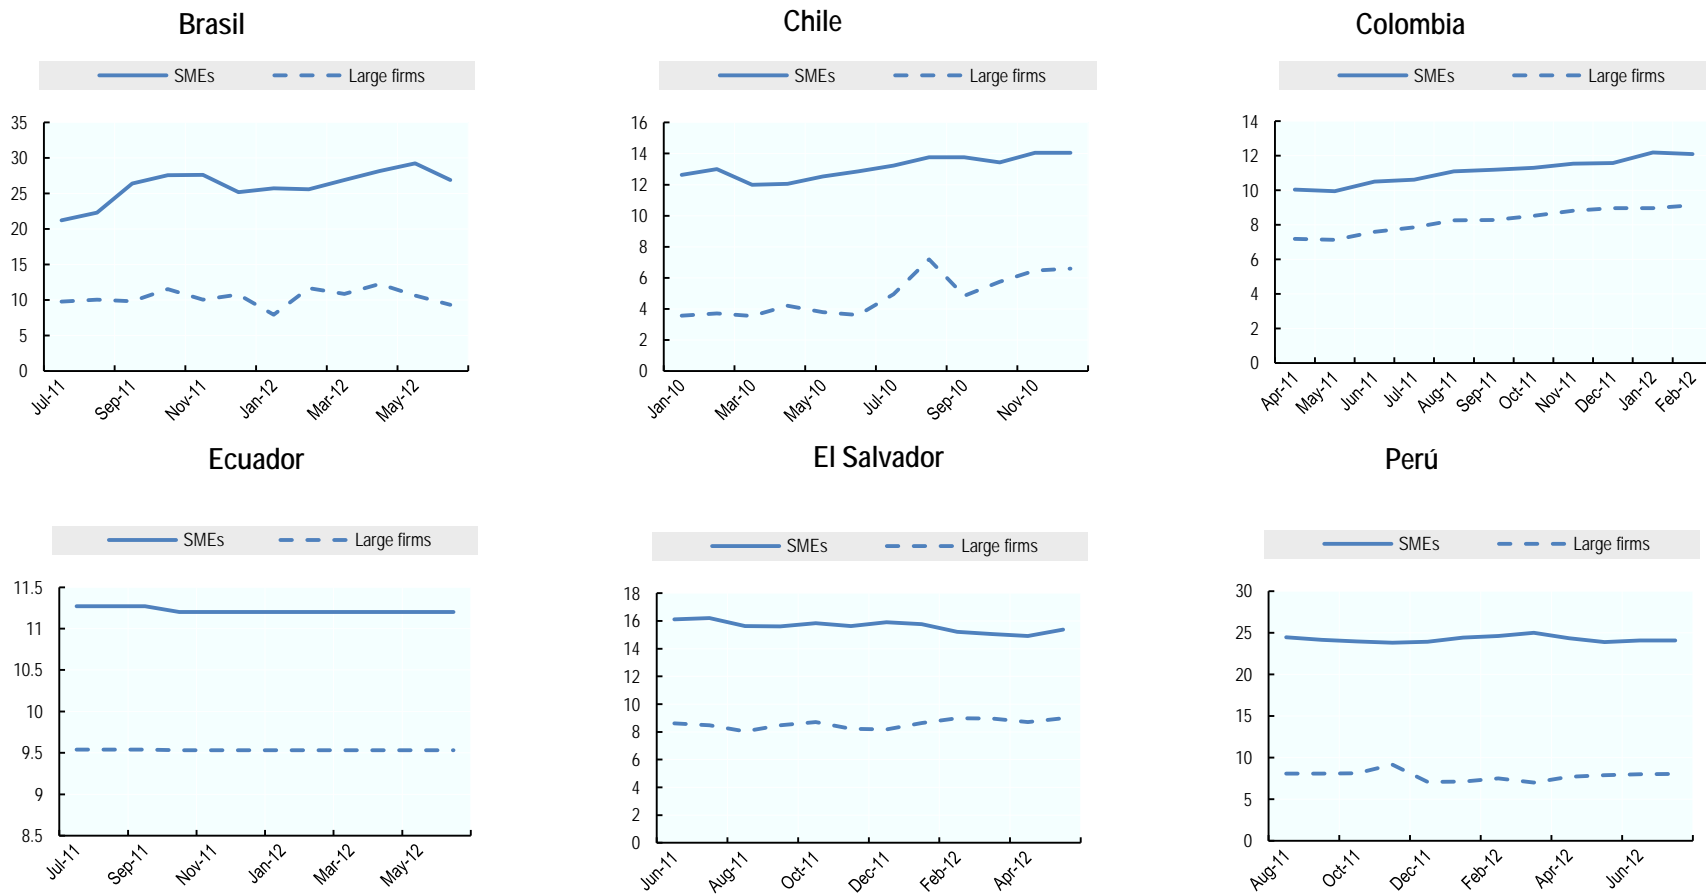 Brasil
SMEs Large firms
35
30
25
20
15
10
5
0
Jul-11 Sep-11 Nov-11 Jan-12 Mar-12 May-12
Chile
SMEs Large firms
16
14
12
10
8
6
4
2
0
Jan-10 Mar-10 May-10 Jul-10 Sep-10 Nov-10
Colombia
SMEs Large firms
14
12
10
8
6
4
2
0
Apr-11 May-11 Jun-11 Jul-11 Aug-11 Sep-11 Oct-11 Nov-11 Dec-11 Jan-12 Feb-12
Ecuador
SMEs Large firms
11.5
11
10.5
10
9.5
9
8.5
Jul-11 Sep-11 Nov-11 Jan-12 Mar-12 May-12
El Salvador
SMEs Large firms
18
16
14
12
10
8
6
4
2
0
Jun-11 Aug-11 Oct-11 Dec-11 Feb-12 Apr-12
Perú
SMEs Large firms
30
25
20
15
10
5
0
Aug-11 Oct-11 Dec-11 Feb-12 Apr-12 Jun-12